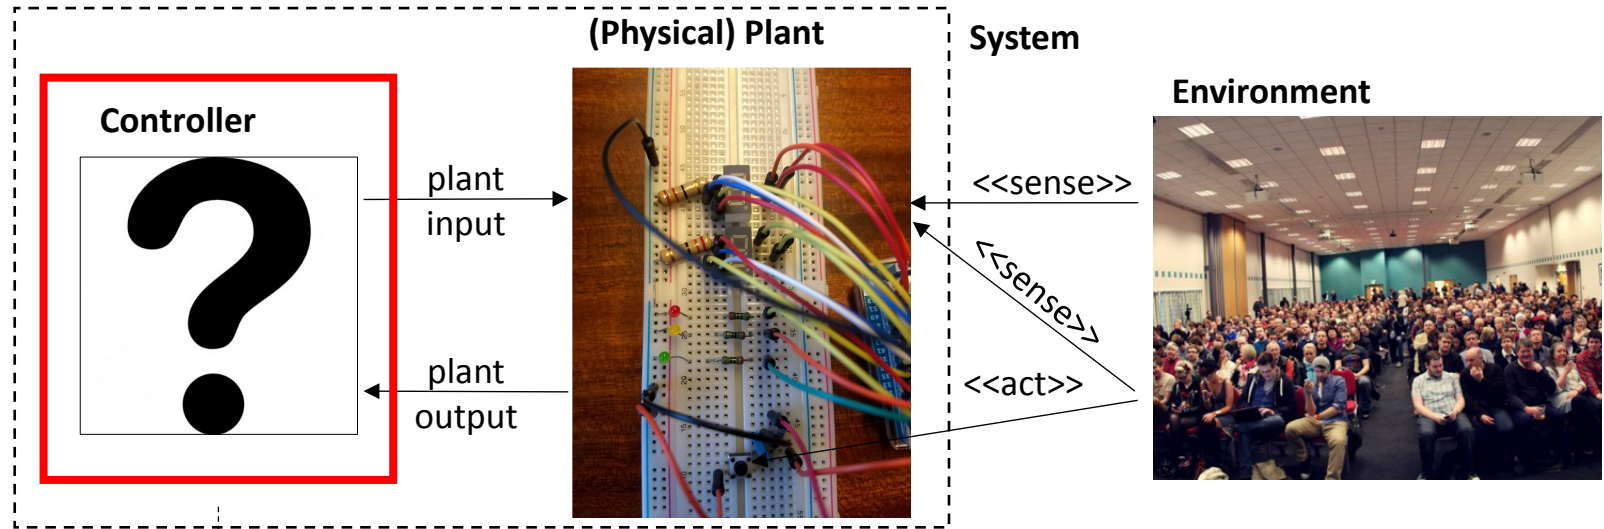 (Physical) Plant
System
Controller
Environment
plant
input
<<sense>>
<<sense>>
plant
output
<<act>>